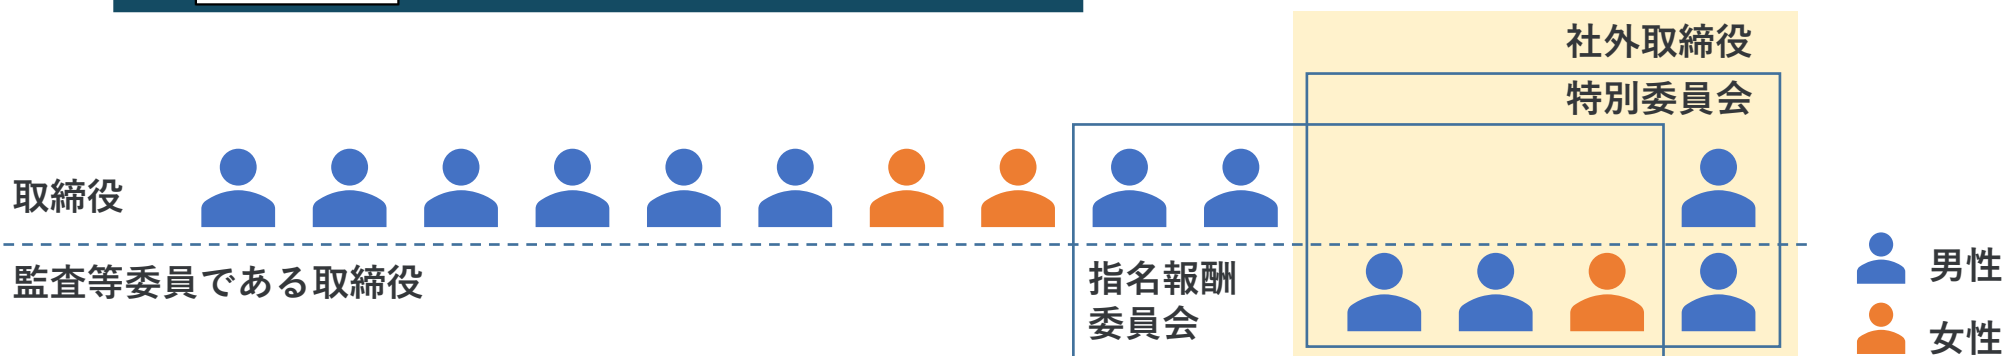 社外取締役
特別委員会
取締役
監査等委員である取締役
指名報酬
委員会
男性
女性